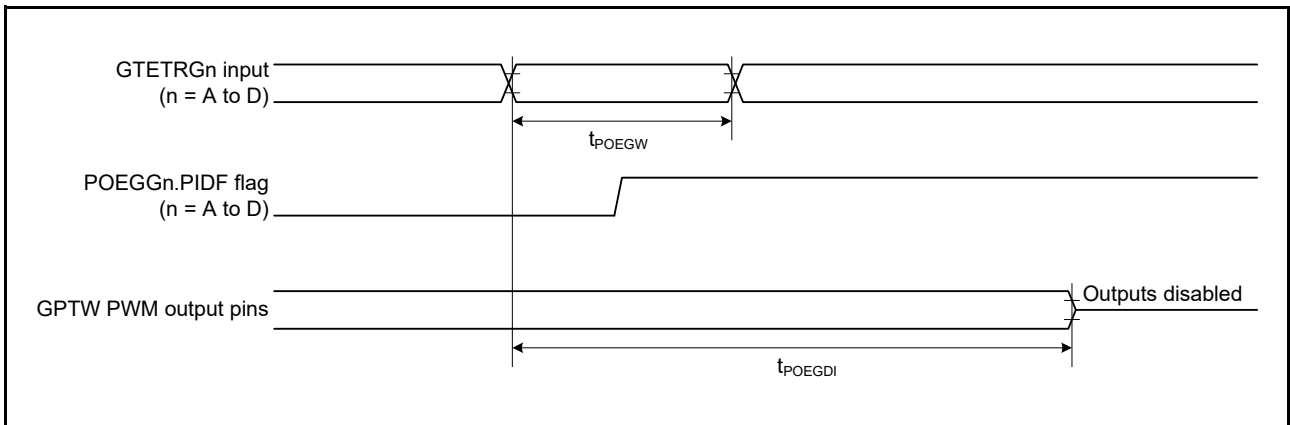 GTETRGn input
(n = A to D)
tPOEGW
POEGGn.PIDF flag
(n = A to D)
Outputs disabled
GPTW PWM output pins
tPOEGDI